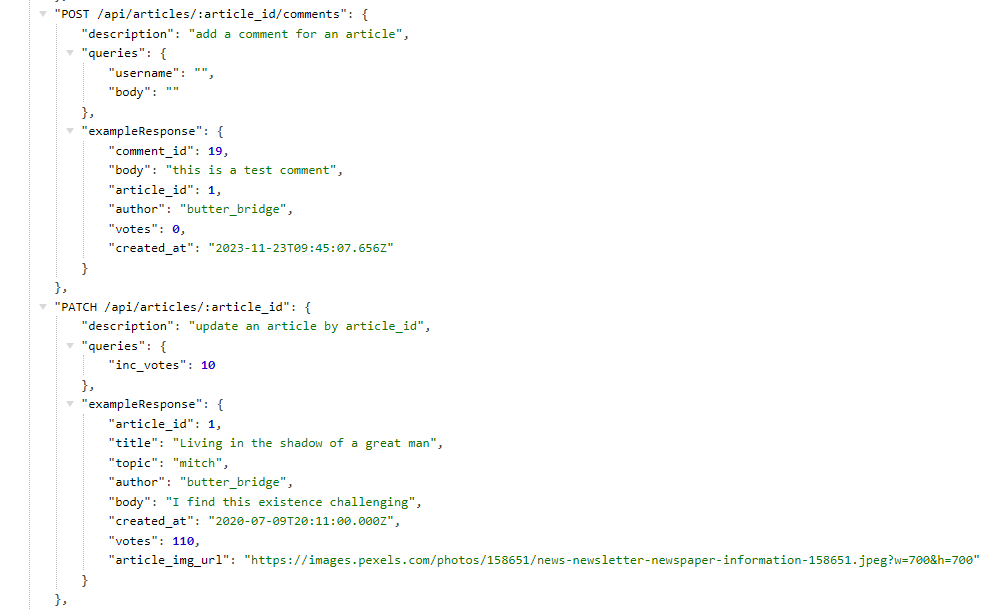 "POST /api/articles/:article_id/comments": {
"description": "add a comment for an article",
"queries": {
"username": "",
"body": ""
},
"exampleResponse": {
"comment_id": 19,
"body": "this is a test comment",
"article_id": 1,
"author": "butter_bridge",
"votes": 0,
"created_at": "2023-11-23T09:45:07.656Z"
}
},
"PATCH /api/articles/:article_id": {
"description": "update an article by article_id",
"queries": {
"inc_votes": 10
},
"exampleResponse": {
"article_id": 1,
"title": "Living in the shadow of a great man",
"topic": "mitch",
"author": "butter_bridge",
"body": "I find this existence challenging",
"created_at": "2020-07-09T20:11:00.000Z",
"votes": 110,
"article_img_url": "https://images.pexels.com/photos/158651/news-newsletter-newspaper-information-158651.jpeg?w=700&h=700"
}
},